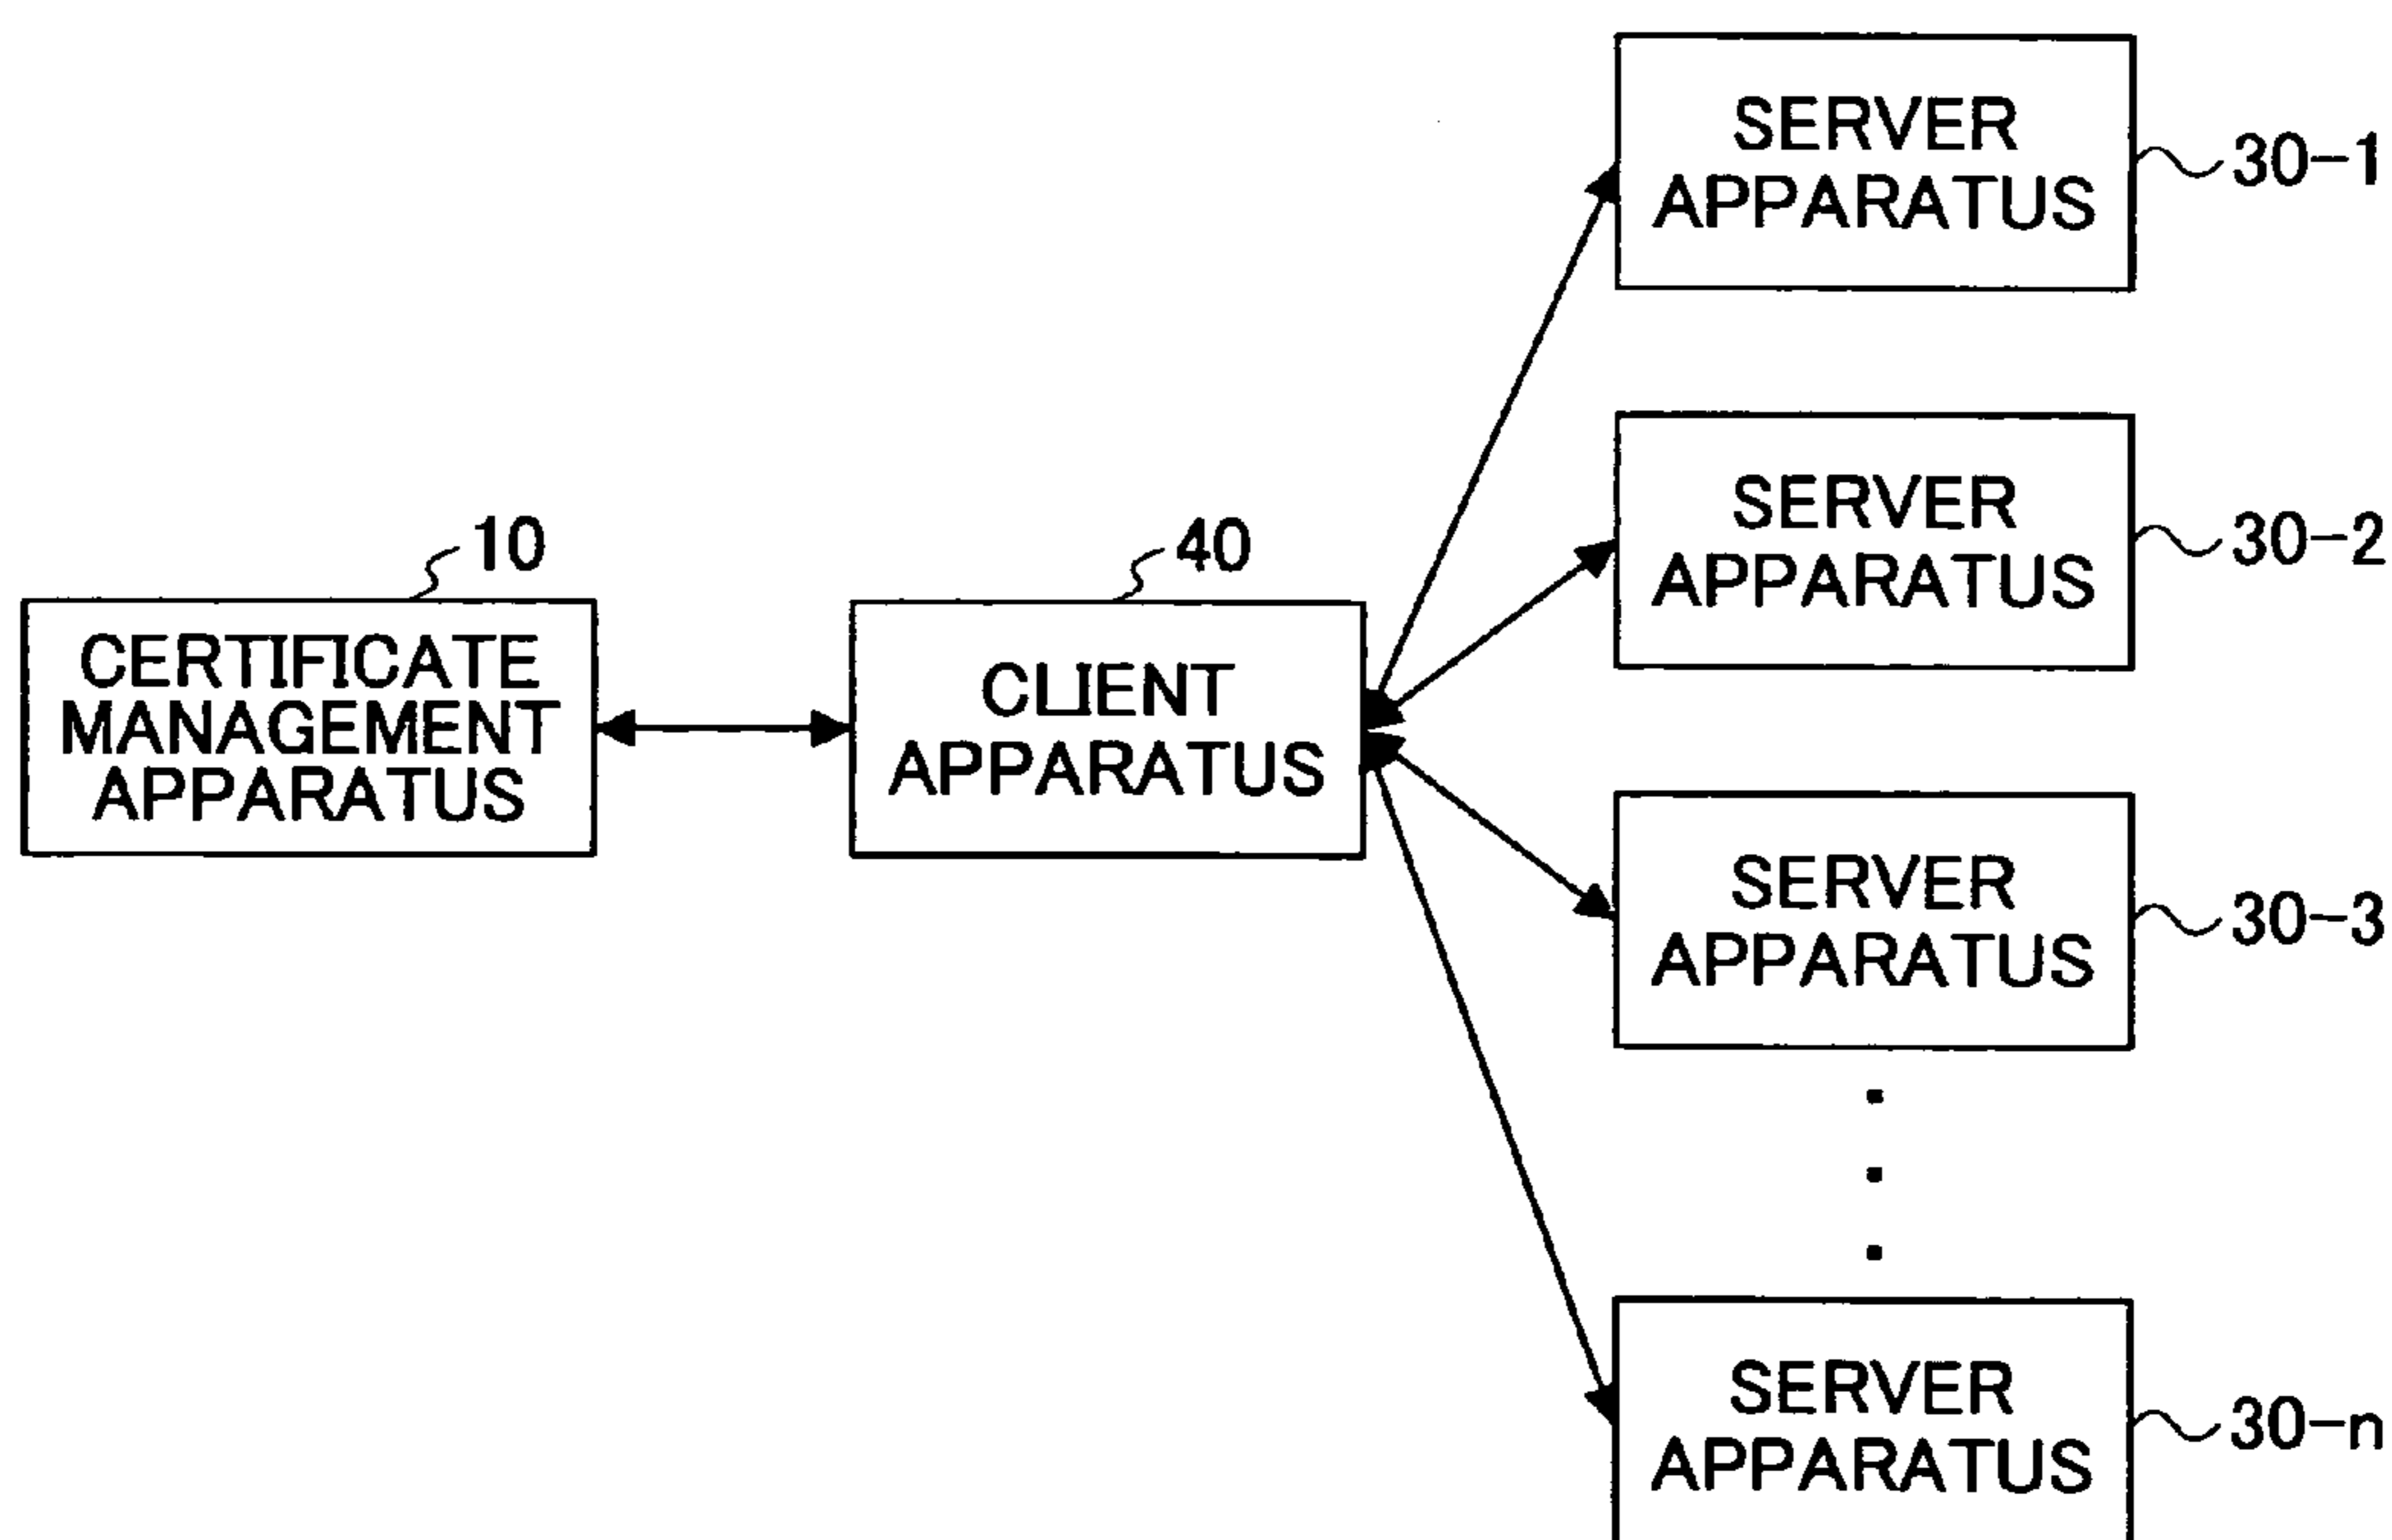 SERVER
APPARATUS
30-1
SERVER
APPARATUS
30-2
10
CERTIFICATE
MANAGEMENT
APPARATUS
40
CLIENT
APPARATUS
SERVER
APPARATUS
30-3
SERVER
APPARATUS
30-n